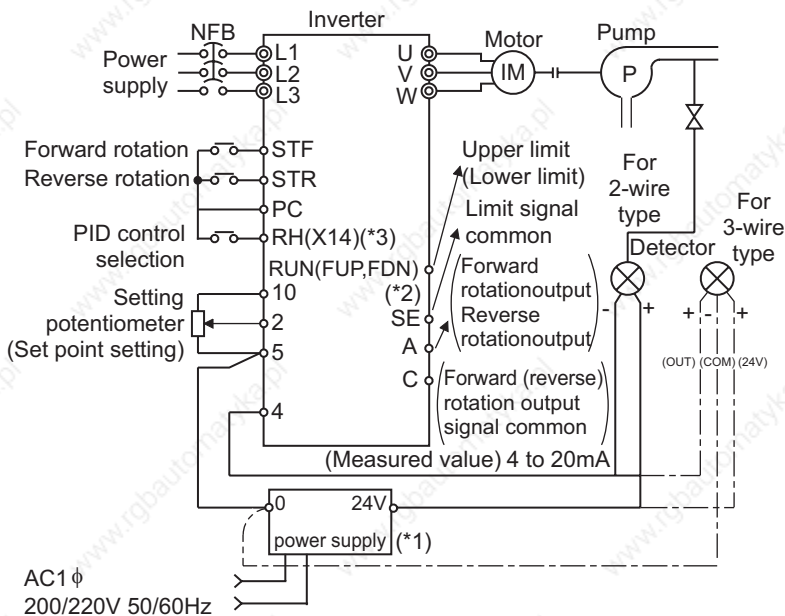 Inverter
NFB
Power
supply
L1
L2
L3
U
V
W
Motor
IM
Pump
P
Forward rotation
STF
Reverse rotation
STR
PC
PID control
selection
RH(X14)(*3)
RUN(FUP,FDN)
(*2)
Setting
potentiometer
(Set point setting)
10
2
5
4
SE
A
C
Upper limit
(Lower limit)
Limit signal
common
(Forward
rotationoutput
Reverse
rotationoutput)
(Forward (reverse)
rotation output
signal common)
For
2-wire
type
Detector
- +
For
3-wire
type
+ - +
(OUT) (COM) (24V)
(Measured value) 4 to 20mA
0 24V
power supply (*1)
AC1ϕ
200/220V 50/60Hz
www.rgbautomatyka.pl